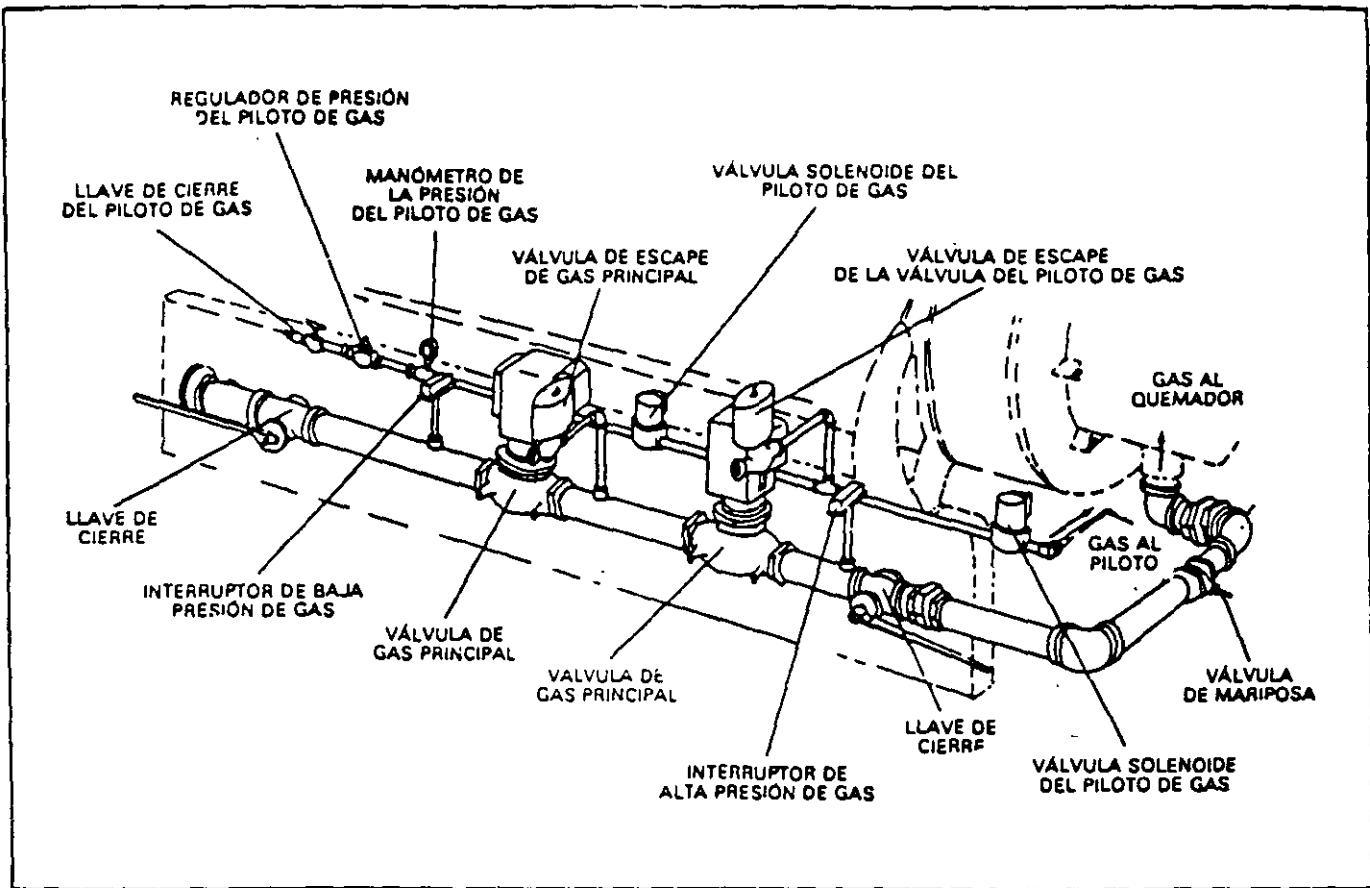 REGULADOR DE PRESIÓN
DEL PILOTO DE GAS
LLAVE DE CIERRE
DEL PILOTO DE GAS
MANÓMETRO DE
LA PRESIÓN
DEL PILOTO DE GAS
VÁLVULA SOLENOIDE DEL
PILOTO DE GAS
VÁLVULA DE ESCAPE
DE GAS PRINCIPAL
VÁLVULA DE ESCAPE
DE LA VÁLVULA DEL PILOTO DE GAS
GAS AL
QUEMADOR
LLAVE DE
CIERRE
GAS AL
PILOTO
INTERRUPTOR DE BAJA
PRESIÓN DE GAS
VÁLVULA DE
GAS PRINCIPAL
VALVULA DE
GAS PRINCIPAL
VÁLVULA
DE MARIPOSA
LLAVE DE
CIERRE
INTERRUPTOR DE
ALTA PRESIÓN DE GAS
VÁLVULA SOLENOIDE
DEL PILOTO DE GAS